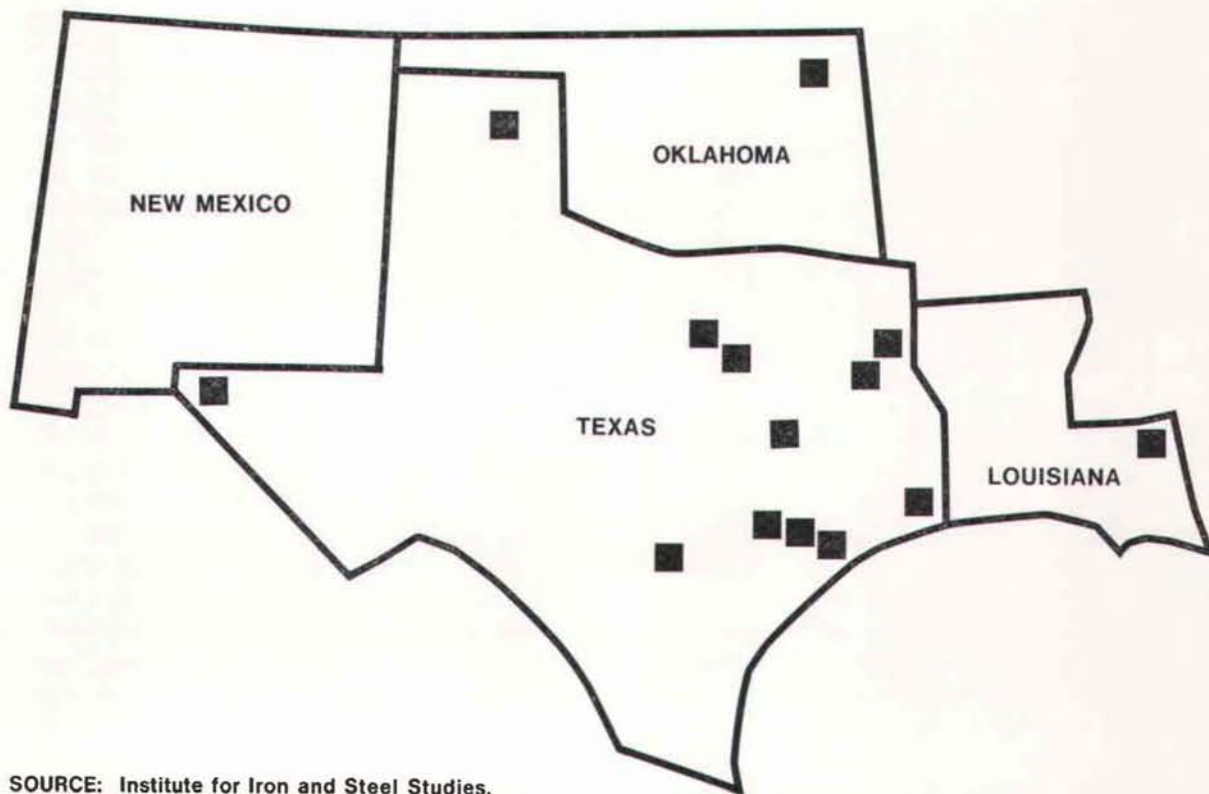 OKLAHOMA
NEW MEXICO
TEXAS
LOUISIANA
SOURCE: Institute for Iron and Steel Studies.